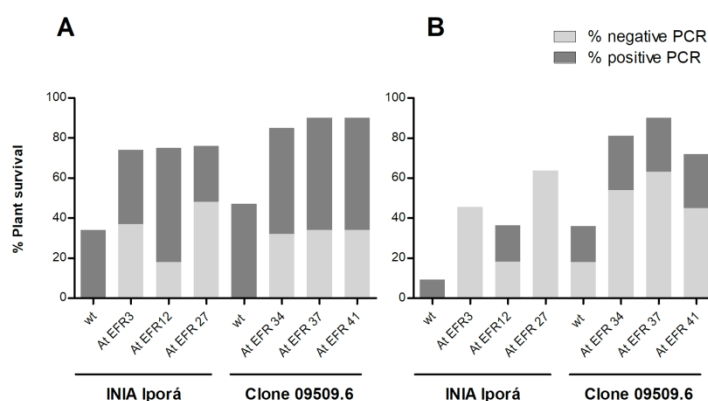 A
B
% negative PCR
% positive PCR
% Plant survival
100
80
60
40
20
0
wt
At EFR3
At EFR12
At EFR 27
wt
At EFR 34
At EFR 37
At EFR 41
INIA Iporá
Clone 09509.6
100
80
60
40
20
0
wt
At EFR3
At EFR12
At EFR 27
wt
At EFR 34
At EFR 37
At EFR 41
INIA Iporá
Clone 09509.6